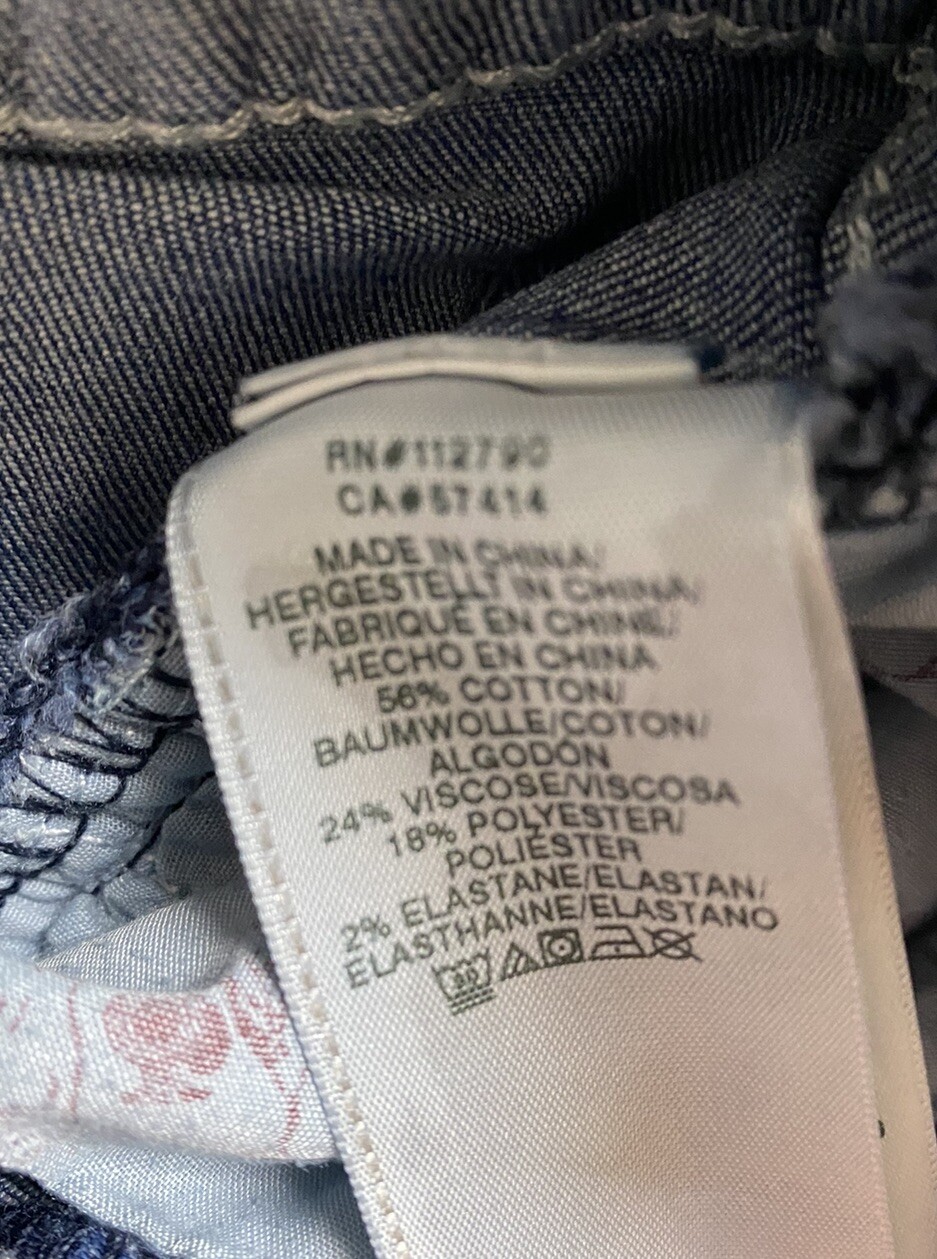 RN#112790
CA#57414
MADE IN CHINA/
HERGESTELLT IN CHINA/
FABRIQUÉ EN CHINE/
HECHO EN CHINA
56% COTTON/
BAUMWOLLE/COTON/
ALGODÓN
24% VISCOSE/VISCOSA
18% POLYESTER/
POLIÉSTER
2% ELASTANE/ELASTAN/
ELASTHANNE/ELASTANO
30